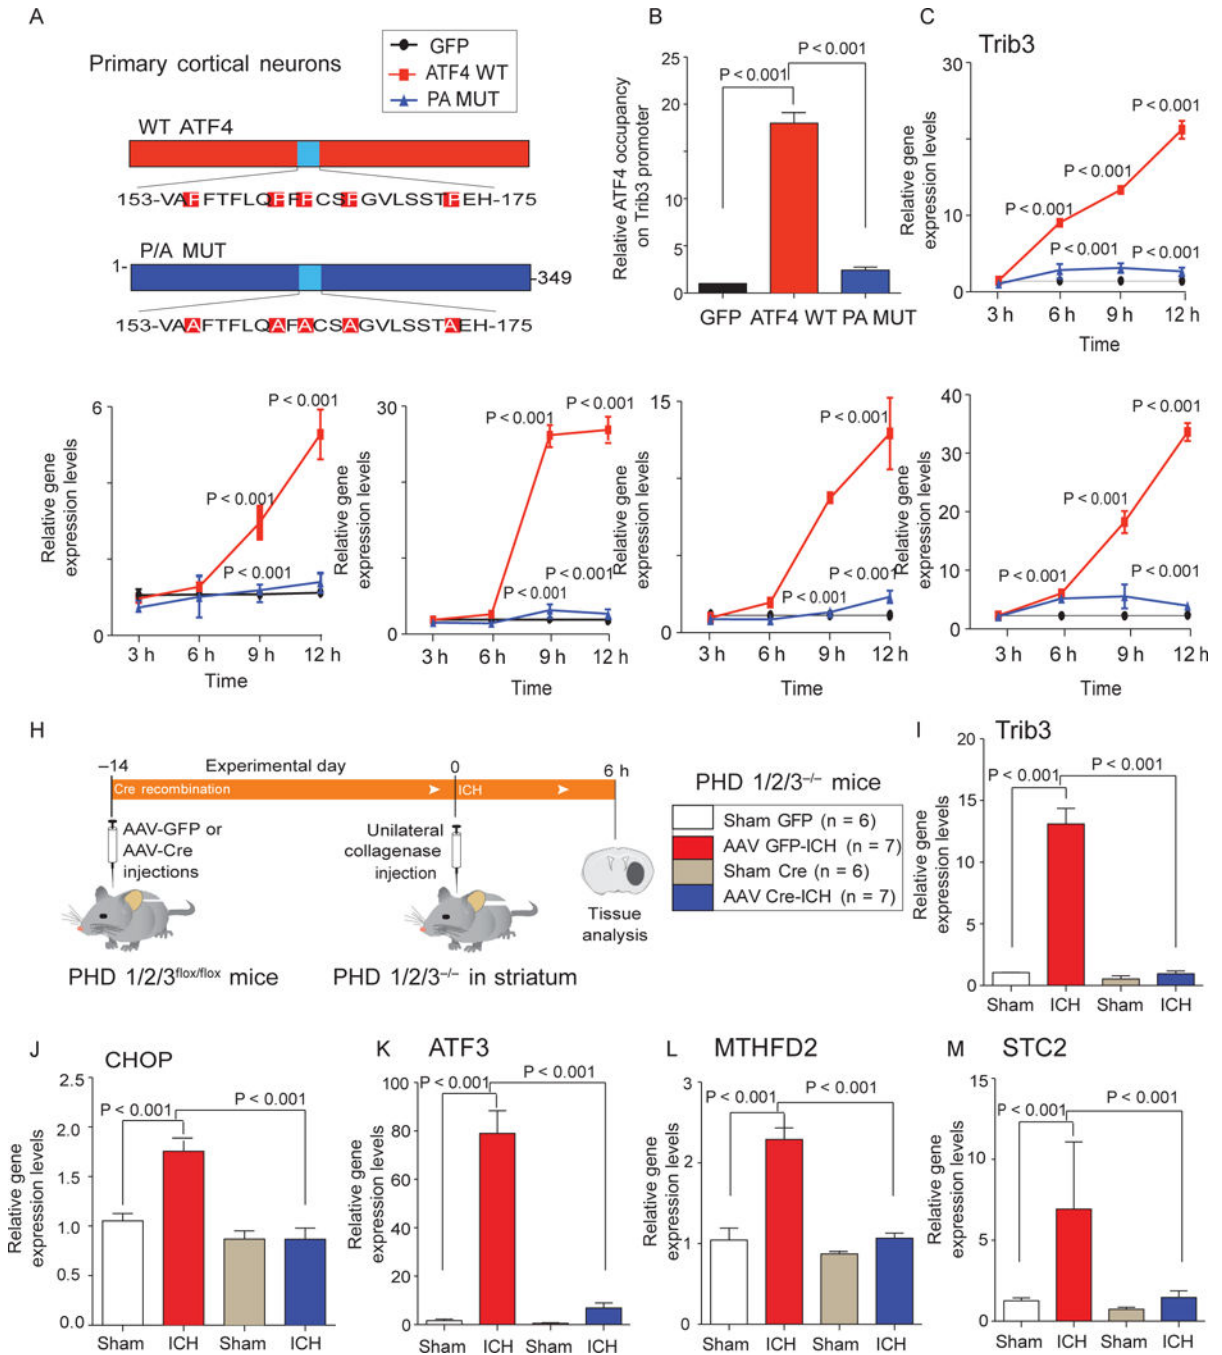 A
Primary cortical neurons
GFP
ATF4 WT
PA MUT
WT ATF4
153-VAPFTFLQPFPCSPGVLSSTPEH-175
P/A MUT
1-
-349
153-VAAFTFLQAFACSAGVLSSTAEH-175
B
Relative ATF4 occupancy
on Trib3 promoter
25
20
15
10
5
0
P < 0.001
P < 0.001
GFP
ATF4 WT
PA MUT
C
Trib3
Relative gene
expression levels
30
10
0
P < 0.001
P < 0.001
P < 0.001
P < 0.001
P < 0.001
3 h
6 h
9 h
12 h
Time
Relative gene
expression levels
6
0
P < 0.001
P < 0.001
P < 0.001
3 h
6 h
9 h
12 h
Time
Relative gene
expression levels
30
0
P < 0.001
P < 0.001
P < 0.001
P < 0.001
3 h
6 h
9 h
12 h
Time
Relative gene
expression levels
15
0
P < 0.001
P < 0.001
P < 0.001
3 h
6 h
9 h
12 h
Time
Relative gene
expression levels
40
30
20
10
0
P < 0.001
P < 0.001
P < 0.001
P < 0.001
3 h
6 h
9 h
12 h
Time
H
–14
Experimental day
0
6 h
Cre recombination
ICH
AAV-GFP or
AAV-Cre
injections
Unilateral
collagenase
injection
Tissue
analysis
PHD 1/2/3flox/flox mice
PHD 1/2/3–/– in striatum
PHD 1/2/3–/– mice
Sham GFP (n = 6)
AAV GFP-ICH (n = 7)
Sham Cre (n = 6)
AAV Cre-ICH (n = 7)
I
Trib3
Relative gene
expression levels
20
15
10
5
0
P < 0.001
P < 0.001
Sham
ICH
Sham
ICH
J
CHOP
Relative gene
expression levels
2.5
2.0
1.5
1.0
0.5
0.0
P < 0.001
P < 0.001
Sham
ICH
Sham
ICH
K
ATF3
Relative gene
expression levels
100
80
60
40
20
0
P < 0.001
P < 0.001
Sham
ICH
Sham
ICH
L
MTHFD2
Relative gene
expression levels
3
2
1
0
P < 0.001
P < 0.001
Sham
ICH
Sham
ICH
M
STC2
Relative gene
expression levels
15
10
5
0
P < 0.001
P < 0.001
Sham
ICH
Sham
ICH